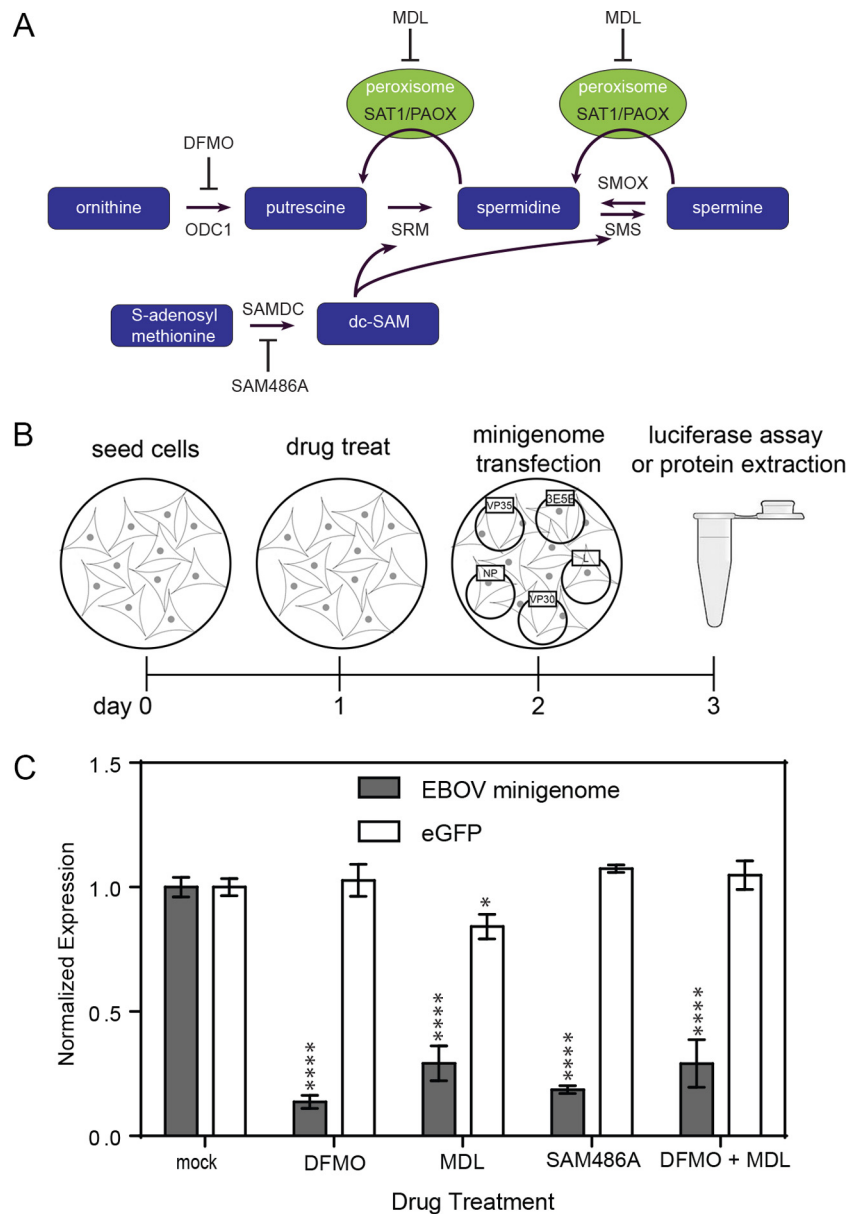 A
MDL
MDL
peroxisome
SAT1/PAOX
peroxisome
SAT1/PAOX
DFMO
ornithine
ODC1
putrescine
SRM
spermidine
SMOX
SMS
spermine
S-adenosyl
methionine
SAMDC
dc-SAM
SAM486A
B
seed cells
drug treat
minigenome
transfection
luciferase assay
or protein extraction
VP35
3E5E
NP
L
VP30
day 0
1
2
3
C
1.5
1.0
0.5
0.0
Normalized Expression
EBOV minigenome
eGFP
****
****
*
****
****
mock
DFMO
MDL
SAM486A
DFMO + MDL
Drug Treatment